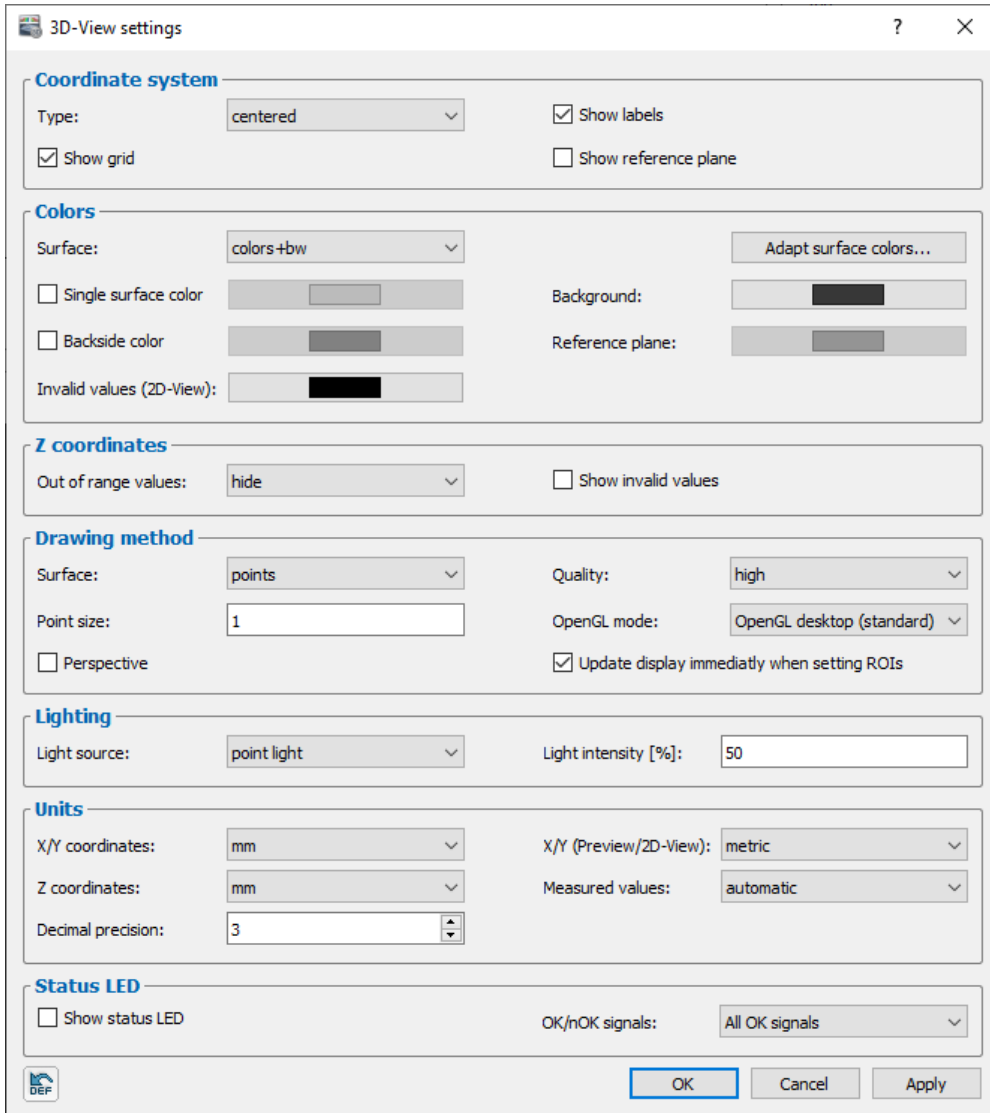 3D-View settings
?
Coordinate system
Type: centered Show labels
Show grid Show reference plane
Colors
Surface: colors+bw Adapt surface colors...
Single surface color Background:
Backside color Reference plane:
Invalid values (2D-View):
Z coordinates
Out of range values: hide Show invalid values
Drawing method
Surface: points Quality: high
Point size: 1 OpenGL mode: OpenGL desktop (standard)
Perspective Update display immediatly when setting ROIs
Lighting
Light source: point light Light intensity [%]: 50
Units
X/Y coordinates: mm X/Y (Preview/2D-View): metric
Z coordinates: mm Measured values: automatic
Decimal precision: 3
Status LED
Show status LED OK/nOK signals: All OK signals
DEF OK Cancel Apply